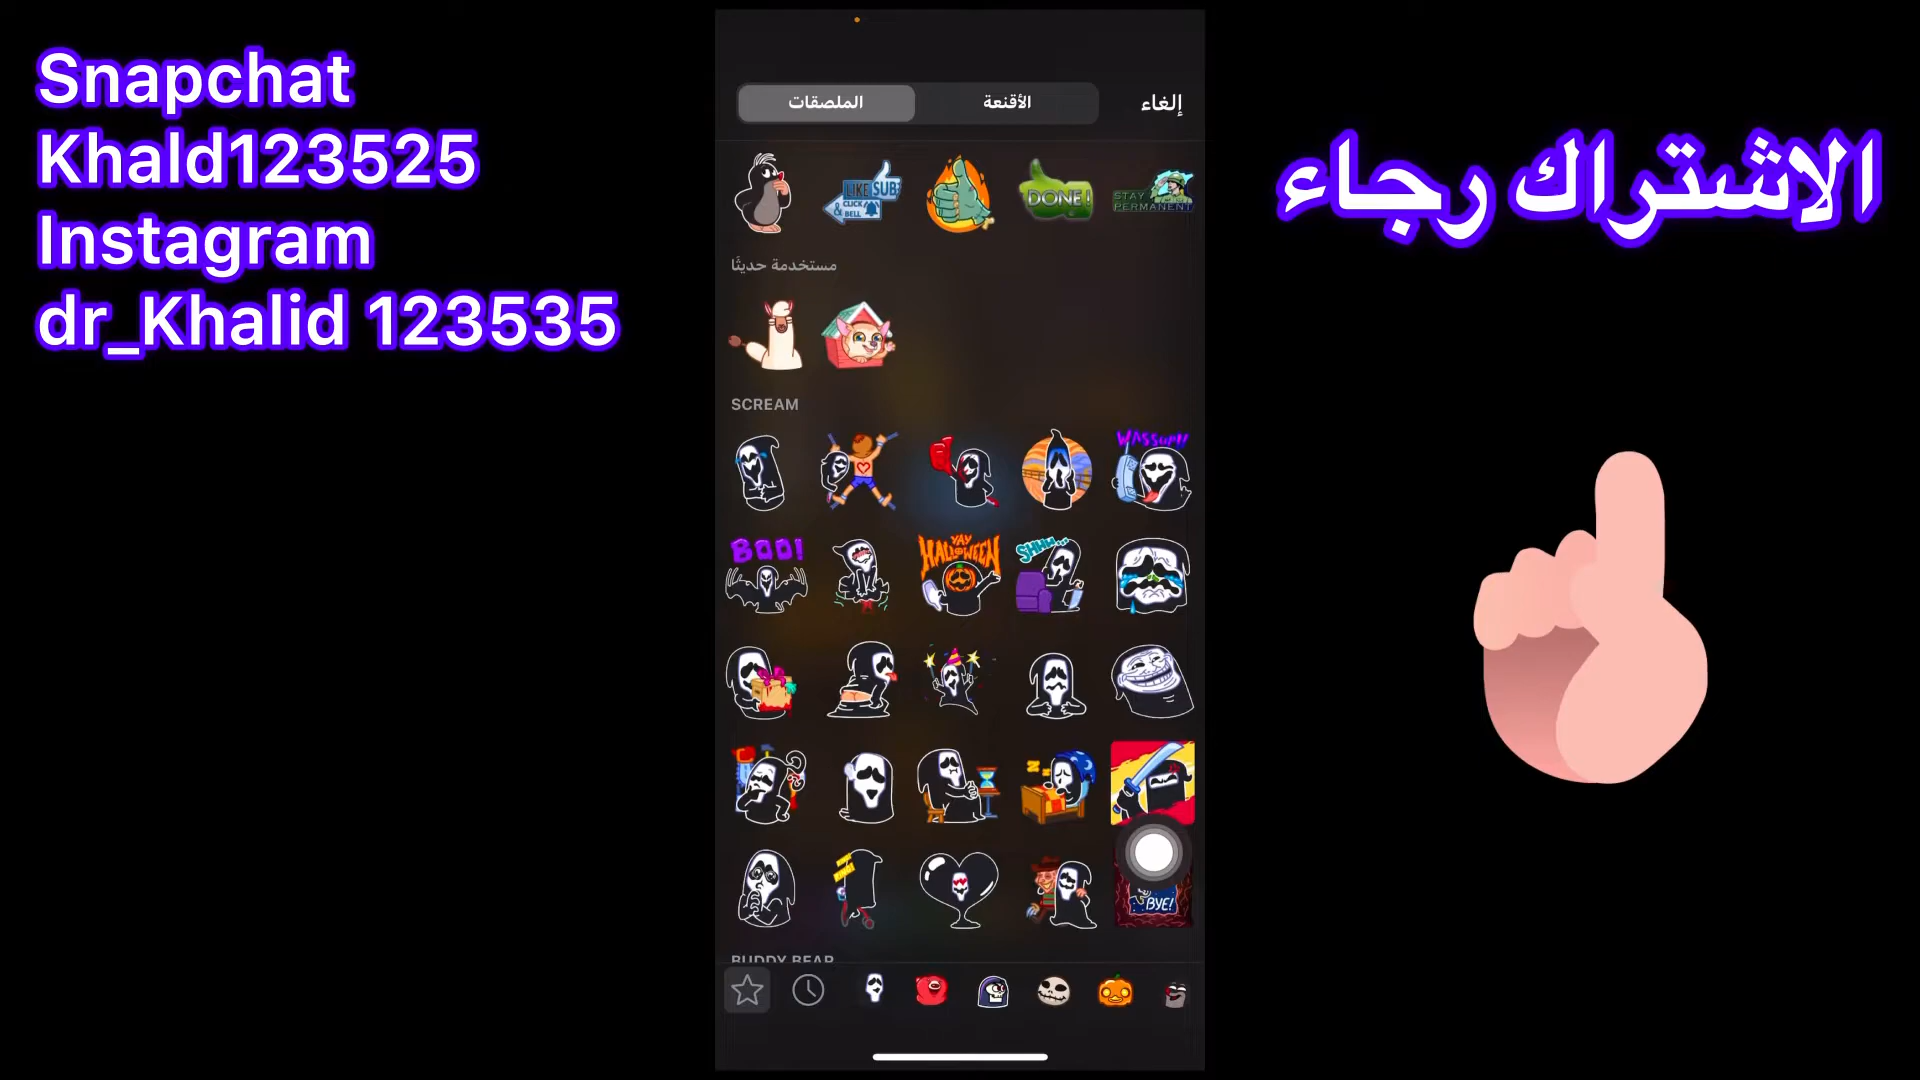 Snapchat
Khald123525
Instagram
dr_Khalid 123535
الاشتراك رجاء
إلغاء
الأقنعة
الملصقات
LIKE SUB
& CLICK BELL
DONE!
STAY PERMANENT
مستخدمة حديثًا
SCREAM
WASSUP!!
BOO!
YAY HALLOWEEN
SHHH...
BYE!
BUDDY BEAR